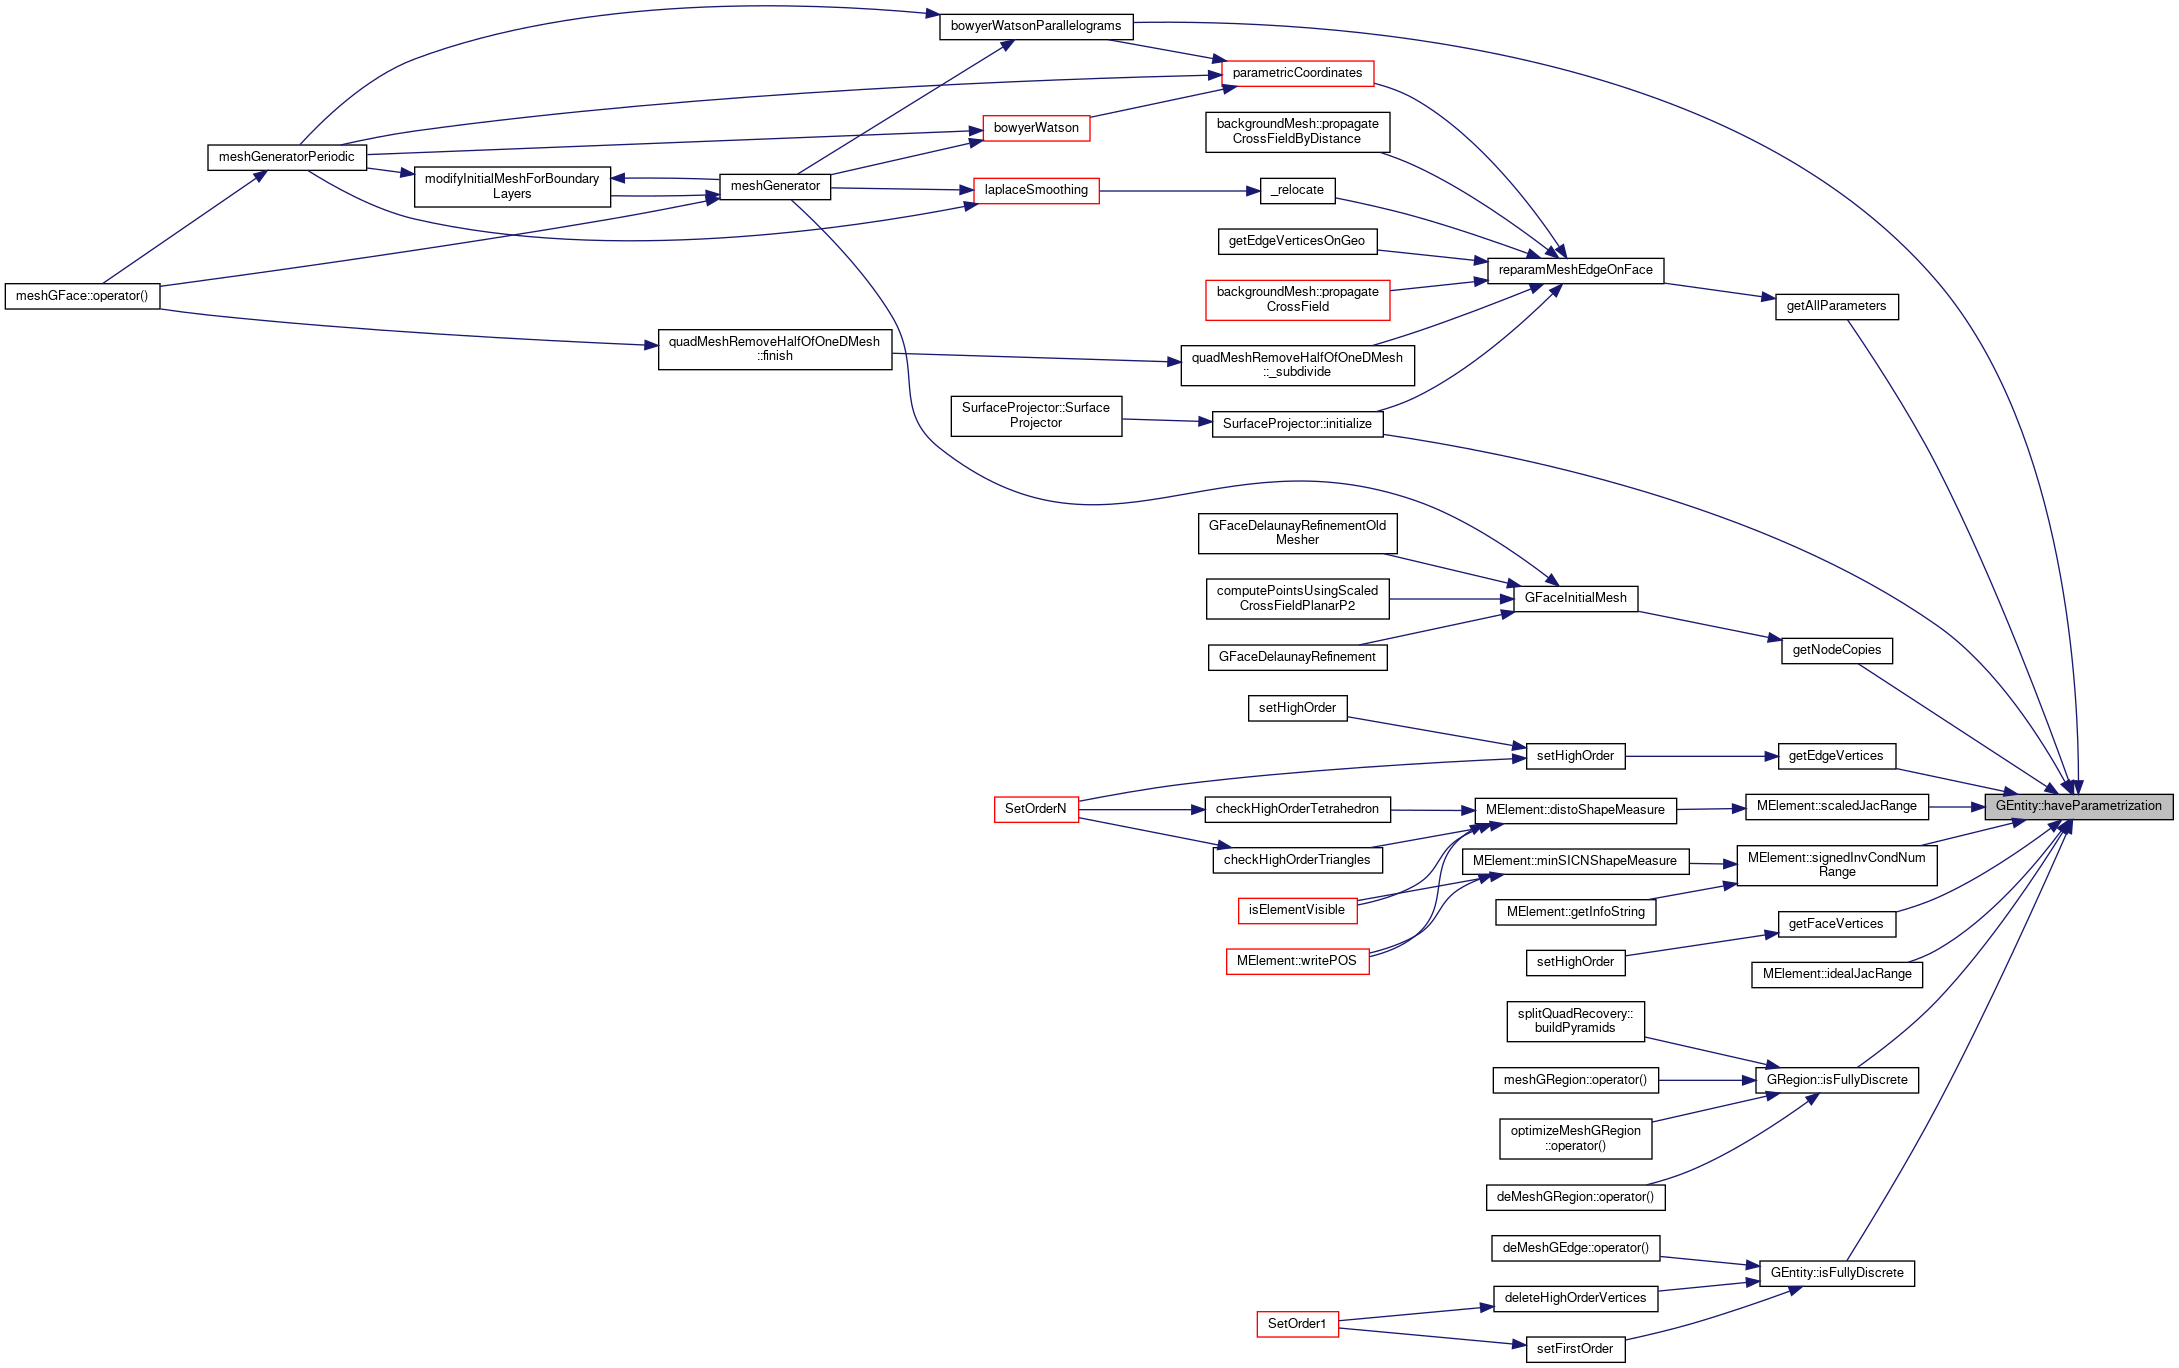 bowyerWatsonParallelograms
parametricCoordinates
backgroundMesh::propagate
CrossFieldByDistance
bowyerWatson
meshGeneratorPeriodic
modifyInitialMeshForBoundary
Layers
meshGenerator
laplaceSmoothing
_relocate
getEdgeVerticesOnGeo
reparamMeshEdgeOnFace
backgroundMesh::propagate
CrossField
meshGFace::operator()
getAllParameters
quadMeshRemoveHalfOfOneDMesh
::finish
quadMeshRemoveHalfOfOneDMesh
::_subdivide
SurfaceProjector::Surface
Projector
SurfaceProjector::initialize
GFaceDelaunayRefinementOld
Mesher
computePointsUsingScaled
CrossFieldPlanarP2
GFaceInitialMesh
GFaceDelaunayRefinement
getNodeCopies
setHighOrder
setHighOrder
getEdgeVertices
SetOrderN
checkHighOrderTetrahedron
MElement::distoShapeMeasure
MElement::scaledJacRange
GEntity::haveParametrization
checkHighOrderTriangles
MElement::minSICNShapeMeasure
MElement::signedInvCondNum
Range
isElementVisible
MElement::getInfoString
getFaceVertices
MElement::writePOS
setHighOrder
MElement::idealJacRange
splitQuadRecovery::
buildPyramids
meshGRegion::operator()
GRegion::isFullyDiscrete
optimizeMeshGRegion
::operator()
deMeshGRegion::operator()
deMeshGEdge::operator()
GEntity::isFullyDiscrete
deleteHighOrderVertices
SetOrder1
setFirstOrder